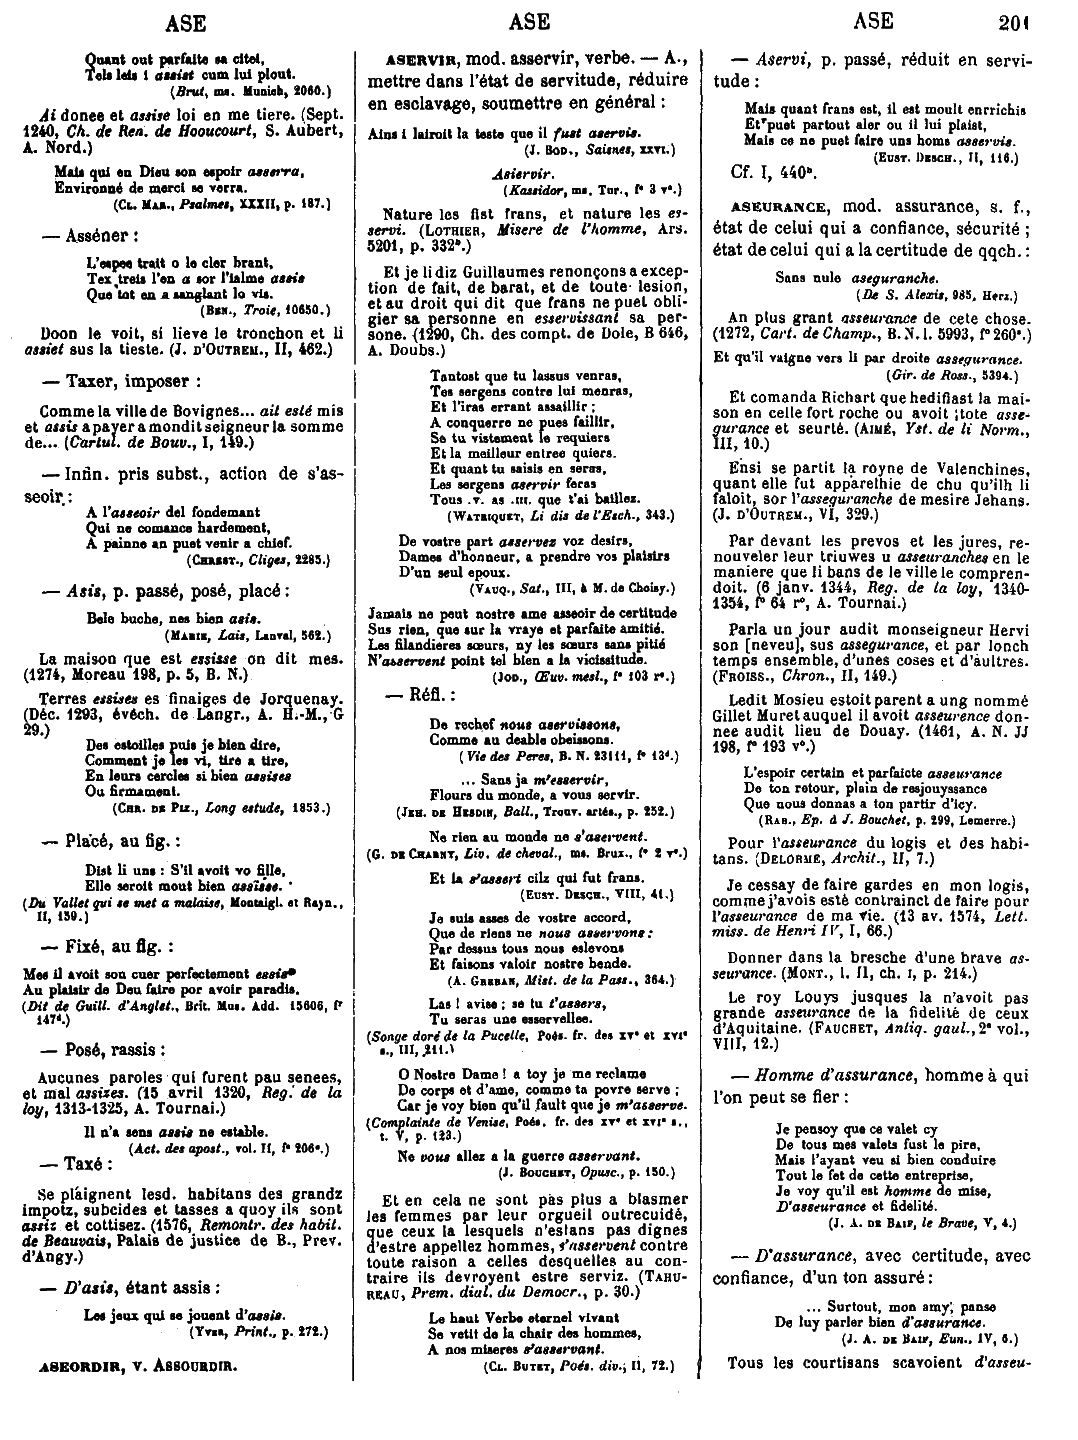 ASE
ASE
ASE 201
Quant out parfaite sa citet,
Tels leis i assist cum lui plout.
(Brut, ms. Munich, 2060.)
Ai donee et assise loi en me tiere. (Sept.
1240, Ch. de Ren. de Hooucourt, S. Aubert,
A. Nord.)
Mais qui en Dieu son espoir asserra,
Environné de merci se verra.
(CL. MAR., Psalmes, XXXII, p. 187.)
— Asséner :
L'espee trait o le cler brant,
Tex treis l'en a sor l'ialme assis
Que tot en a sanglant lo vis.
(BEN., Troie, 10650.)
Doon le voit, si lieve le tronchon et li
assiet sus la tieste. (J. D'OUTREM., II, 462.)
— Taxer, imposer :
Comme la ville de Bovignes... ait esté mis
et assis a payer a mondit seigneur la somme
de... (Cartul. de Bouv., I, 149.)
— Infin. pris subst., action de s'as-
seoir :
A l'asseoir del fondemant
Qui ne comance hardement,
A painne an puet venir a chief.
(CHREST., Cliges, 2285.)
— Asis, p. passé, posé, placé :
Bele buche, nes bien asis.
(MARIE, Lais, Lanval, 562.)
La maison que est essisse on dit mes.
(1274, Moreau 198, p. 5, B. N.)
Terres essises es finaiges de Jorquenay.
(Déc. 1293, évêch. de Langr., A. H.-M., G
29.)
Des estoilles puis je bien dire,
Comment je les vi, tire a tire,
En leurs cercles si bien assises
Ou firmament.
(CHR. DE PIZ., Long estude, 1853.)
— Placé, au fig. :
Dist li uns : S'il avoit vo fille,
Elle seroit mout bien assise.
(Du Vallet qui se met a malaise, Montaigl. et Rayn.,
II, 159.)
— Fixé, au fig. :
Mes il avoit son cuer perfectement essis
Au plaisir de Deu faire por avoir paradis.
(Dit de Guill. d'Anglet., Brit. Mus. Add. 15606, f°
147ᵈ.)
— Posé, rassis :
Aucunes paroles qui furent pau senees,
et mal assizes. (15 avril 1320, Reg. de la
loy, 1313-1325, A. Tournai.)
Il n'a sens assis ne estable.
(Act. des apost., vol. II, f° 206ᵉ.)
— Taxé :
Se plaignent lesd. habitans des grandz
impotz, subcides et tasses a quoy ils sont
assiz et cottisez. (1576, Remontr. des habit.
de Beauvais, Palais de justice de B., Prev.
d'Angy.)
— D'asis, étant assis :
Les jeux qui se jouent d'assis.
(YVER, Print., p. 272.)
ASEORDIR, V. ASSOURDIR.
ASERVIR, mod. asservir, verbe. — A.,
mettre dans l'état de servitude, réduire
en esclavage, soumettre en général :
Ains i lairoit la teste que il fust aservis.
(J. BOD., Saisnes, XXVI.)
Asiervir.
(Kassidor, ms. Tur., f° 3 v°.)
Nature les fist frans, et nature les es-
servi. (LOTHIER, Misere de l'homme, Ars.
5201, p. 332ᵇ.)
Et je li diz Guillaumes renonçons a excep-
tion de fait, de barat, et de toute lesion,
et au droit qui dit que frans ne puet obli-
gier sa personne en esservissant sa per-
sone. (1290, Ch. des compt. de Dole, B 646,
A. Doubs.)
Tantost que tu lassus venras,
Tes sergens contre lui menras,
Et l'iras errant assaillir ;
A conquerre ne pues faillir,
Se tu vistement le requiers
Et la meilleur entree quiers.
Et quant tu saisis en seras,
Les sergens aservir feras
Tous .v. as .III. que t'ai baillez.
(WATRIQUET, Li dis de l'Esch., 343.)
De vostre part asservez voz desirs,
Dames d'honneur, a prendre vos plaisirs
D'un seul epoux.
(VAUQ., Sat., III, à M. de Choisy.)
Jamais ne peut nostre ame asseoir de certitude
Sus rien, que sur la vraye et parfaite amitié.
Les filandieres sœurs, ny les sœurs sans pitié
N'asservent point tel bien a la vicissitude.
(JOD., Œuv. mesl., f° 103 r°.)
— Réfl. :
De rechef nous aservissons,
Comme au deable obeissons.
(Vie des Peres, B. N. 23111, f° 13ᵈ.)
... Sans ja m'esservir,
Flours du monde, a vous servir.
(JEH. DE HESDIN, Ball., Trouv. artés., p. 252.)
Ne rien au monde ne s'aservent.
(G. DE CHARNY, Liv. de cheval., ms. Brux., f° 2 v°.)
Et la s'assert cilz qui fut frans.
(EUST. DESCH., VIII, 41.)
Je suis asses de vostre accord,
Que de riens ne nous asservons :
Par dessus tous nous eslevons
Et faisons valoir nostre bende.
(A. GREBAN, Mist. de la Pass., 364.)
Las ! avise ; se tu t'assers,
Tu seras une esservellee.
(Songe doré de la Pucelle, Poés. fr. des XVᵉ et XVIᵉ
s., III, 211.)
O Nostre Dame ! a toy je me reclame
De corps et d'ame, comme ta povre serve ;
Car je voy bien qu'il fault que je m'asserve.
(Complainte de Venise, Poés. fr. des XVᵉ et XVIᵉ s.,
t. V, p. 123.)
Ne vous allez a la guerre asservant.
(J. BOUCHET, Opusc., p. 150.)
Et en cela ne sont pas plus a blasmer
les femmes par leur orgueil outrecuidé,
que ceux la lesquels n'estans pas dignes
d'estre appellez hommes, s'asservent contre
toute raison a celles desquelles au con-
traire ils devroyent estre serviz. (TAHU-
REAU, Prem. dial. du Democr., p. 30.)
Le haut Verbe eternel vivant
Se vetit de la chair des hommes,
A nos miseres s'asservant.
(CL. BUTET, Poés. div., II, 72.)
— Aservi, p. passé, réduit en servi-
tude :
Mais quant frans est, il est moult enrrichis
Et puet partout aler ou il lui plaist,
Mais ce ne puet faire uns homs asservis.
(EUST. DESCH., II, 116.)
Cf. I, 440ᵇ.
ASEURANCE, mod. assurance, s. f.,
état de celui qui a confiance, sécurité ;
état de celui qui a la certitude de qqch. :
Sans nule aseguranche.
(De S. Alexis, 985, Herz.)
An plus grant asseurance de cete chose.
(1272, Cart. de Champ., B. N. l. 5993, f° 260ᵉ.)
Et qu'il vaigne vers li par droite assegurance.
(Gir. de Ross., 5394.)
Et comanda Richart que hedifiast la mai-
son en celle fort roche ou avoit tote asse-
gurance et seurté. (AIMÉ, Yst. de li Norm.,
III, 10.)
Ensi se partit la royne de Valenchines,
quant elle fut apparelhie de chu qu'ilh li
faloit, sor l'asseguranche de mesire Jehans.
(J. D'OUTREM., VI, 329.)
Par devant les prevos et les jures, re-
nouveler leur triuwes u asseuranches en le
maniere que li bans de le ville le compren-
doit. (6 janv. 1344, Reg. de la loy, 1340-
1354, f° 64 r°, A. Tournai.)
Parla un jour audit monseigneur Hervi
son [neveu], sus assegurance, et par lonch
temps ensemble, d'unes coses et d'aultres.
(FROISS., Chron., II, 149.)
Ledit Mosieu estoit parent a ung nommé
Gillet Muret auquel il avoit asseurence don-
nee audit lieu de Douay. (1461, A. N. JJ
198, f° 193 v°.)
L'espoir certain et parfaicte asseurance
De ton retour, plein de resjouyssance
Que nous donnas a ton partir d'icy.
(RAB., Ep. à J. Bouchet, p. 299, Lemerre.)
Pour l'asseurance du logis et des habi-
tans. (DELORME, Archit., II, 7.)
Je cessay de faire gardes en mon logis,
comme j'avois esté contrainct de faire pour
l'asseurance de ma vie. (13 av. 1574, Lett.
miss. de Henri IV, I, 66.)
Donner dans la bresche d'une brave as-
seurance. (MONT., l. II, ch. I, p. 214.)
Le roy Louys jusques la n'avoit pas
grande asseurance de la fidelité de ceux
d'Aquitaine. (FAUCHET, Antiq. gaul., 2ᵉ vol.,
VIII, 12.)
— Homme d'assurance, homme à qui
l'on peut se fier :
Je pensoy que ce valet cy
De tous mes valets fust le pire,
Mais l'ayant veu si bien conduire
Tout le fet de cette entreprise,
Je voy qu'il est homme de mise,
D'asseurance et fidelité.
(J. A. DE BAIF, le Brave, V, 4.)
— D'assurance, avec certitude, avec
confiance, d'un ton assuré :
... Surtout, mon amy, panse
De luy parler bien d'assurance.
(J. A. DE BAIF, Eun., IV, 6.)
Tous les courtisans scavoient d'asseu-